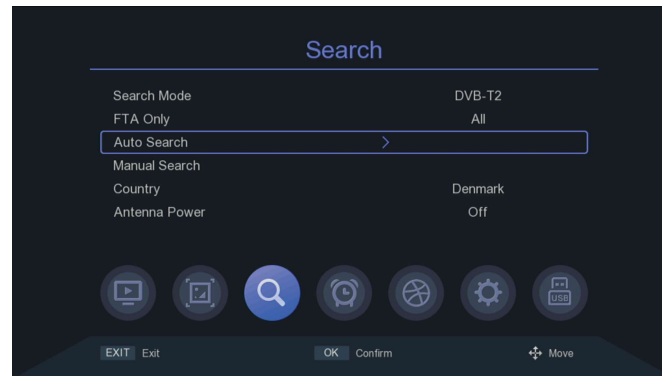 Search
Search Mode DVB-T2
FTA Only All
Auto Search >
Manual Search
Country Denmark
Antenna Power Off
USB
EXIT Exit OK Confirm Move